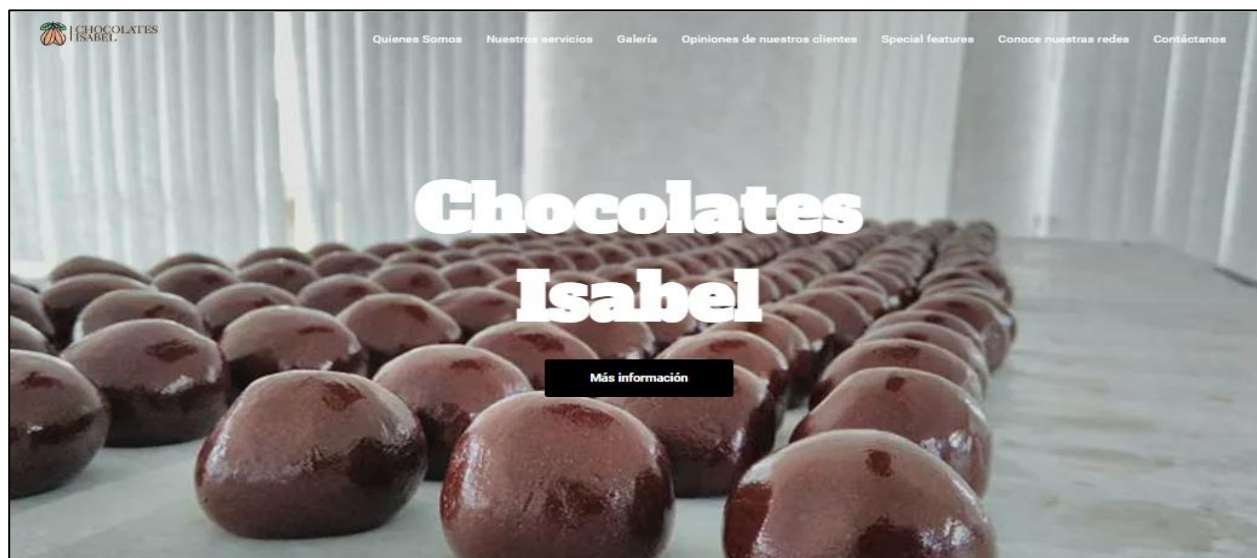 CHOCOLATES
ISABEL
Quienes Somos Nuestros servicios Galería Opiniones de nuestros clientes Special features Conoce nuestras redes Contáctanos
Chocolates
Isabel
Más información